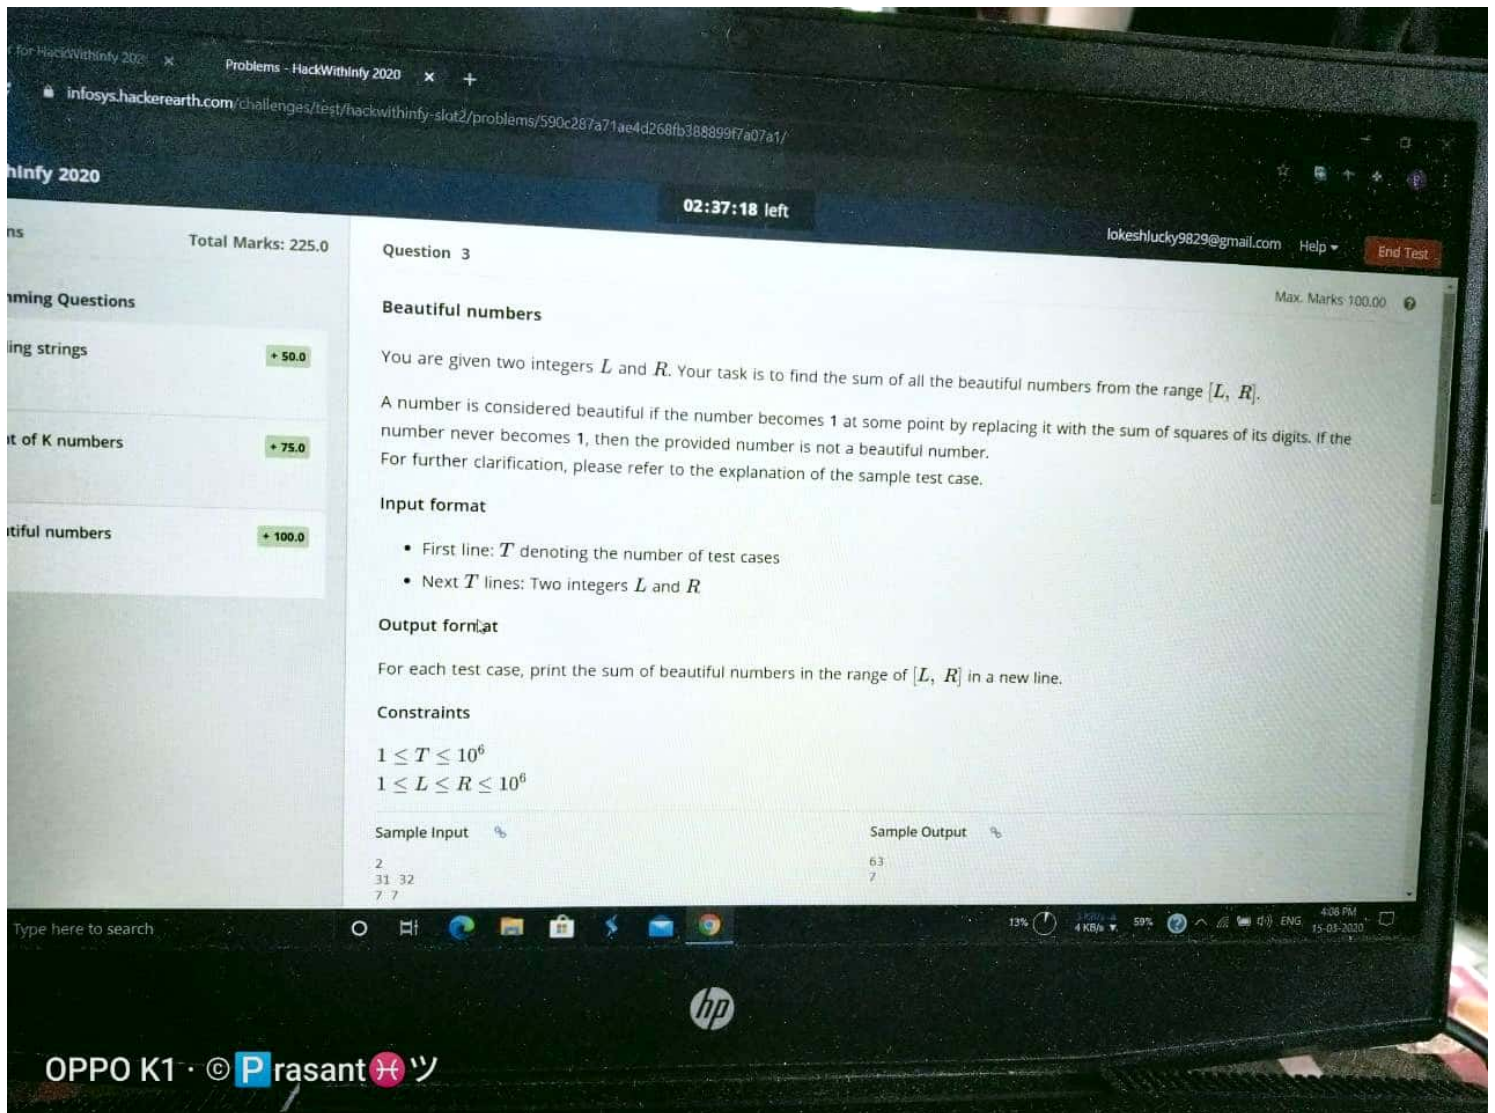 for HackWithInfy 202
Problems - HackWithInfy 2020
infosys.hackerearth.com/challenges/test/hackwithinfy-slot2/problems/590c287a71ae4d268fb388899f7a07a1/
hInfy 2020
02:37:18 left
lokeshlucky9829@gmail.com Help End Test
ns
Total Marks: 225.0
Question 3
Max. Marks 100.00
mming Questions
Beautiful numbers
ing strings
+ 50.0
You are given two integers L and R. Your task is to find the sum of all the beautiful numbers from the range [L, R].
A number is considered beautiful if the number becomes 1 at some point by replacing it with the sum of squares of its digits. If the
number never becomes 1, then the provided number is not a beautiful number.
For further clarification, please refer to the explanation of the sample test case.
t of K numbers
+ 75.0
Input format
tiful numbers
+ 100.0
• First line: T denoting the number of test cases
• Next T lines: Two integers L and R
Output format
For each test case, print the sum of beautiful numbers in the range of [L, R] in a new line.
Constraints
1 ≤ T ≤ 10⁶
1 ≤ L ≤ R ≤ 10⁶
Sample Input
Sample Output
2
31 32
7 7
63
7
Type here to search
13%
4 KB/s
59%
ENG
4:08 PM
15-03-2020
hp
OPPO K1 · © Prasant♓ツ